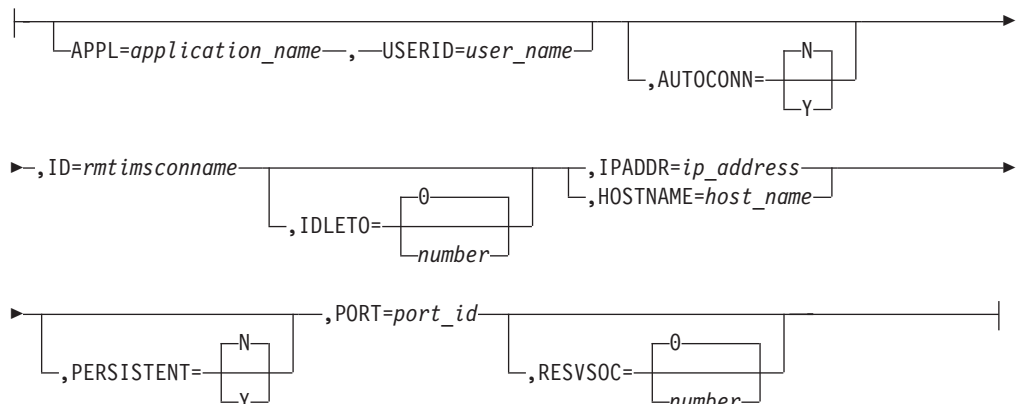 APPL=application_name , USERID=user_name
,AUTOCONN= N
Y
,ID=rmtimsconname
,IDLETO= 0
number
,IPADDR=ip_address
,HOSTNAME=host_name
,PERSISTENT= N
Y
,PORT=port_id
,RESVSOC= 0
number